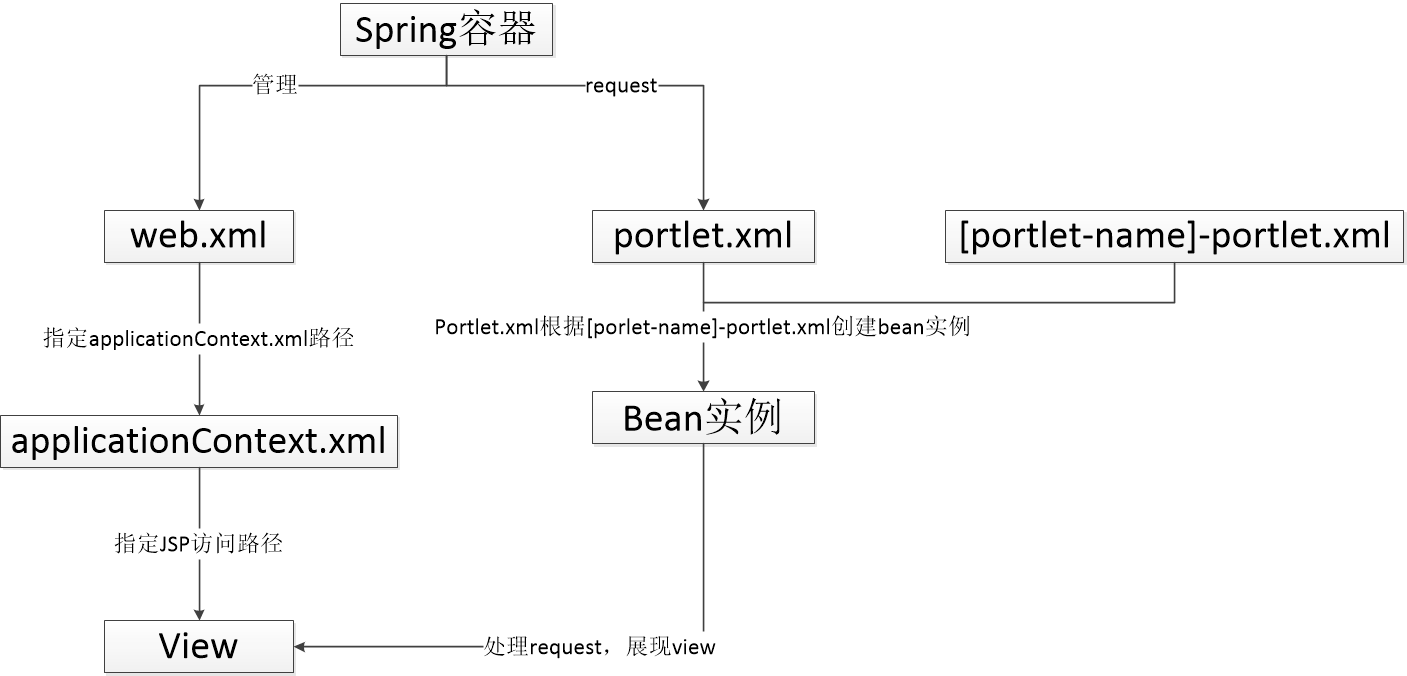 Spring容器
管理
request
web.xml
portlet.xml
[portlet-name]-portlet.xml
指定applicationContext.xml路径
Portlet.xml根据[porlet-name]-portlet.xml创建bean实例
Bean实例
applicationContext.xml
指定JSP访问路径
View
处理request，展现view